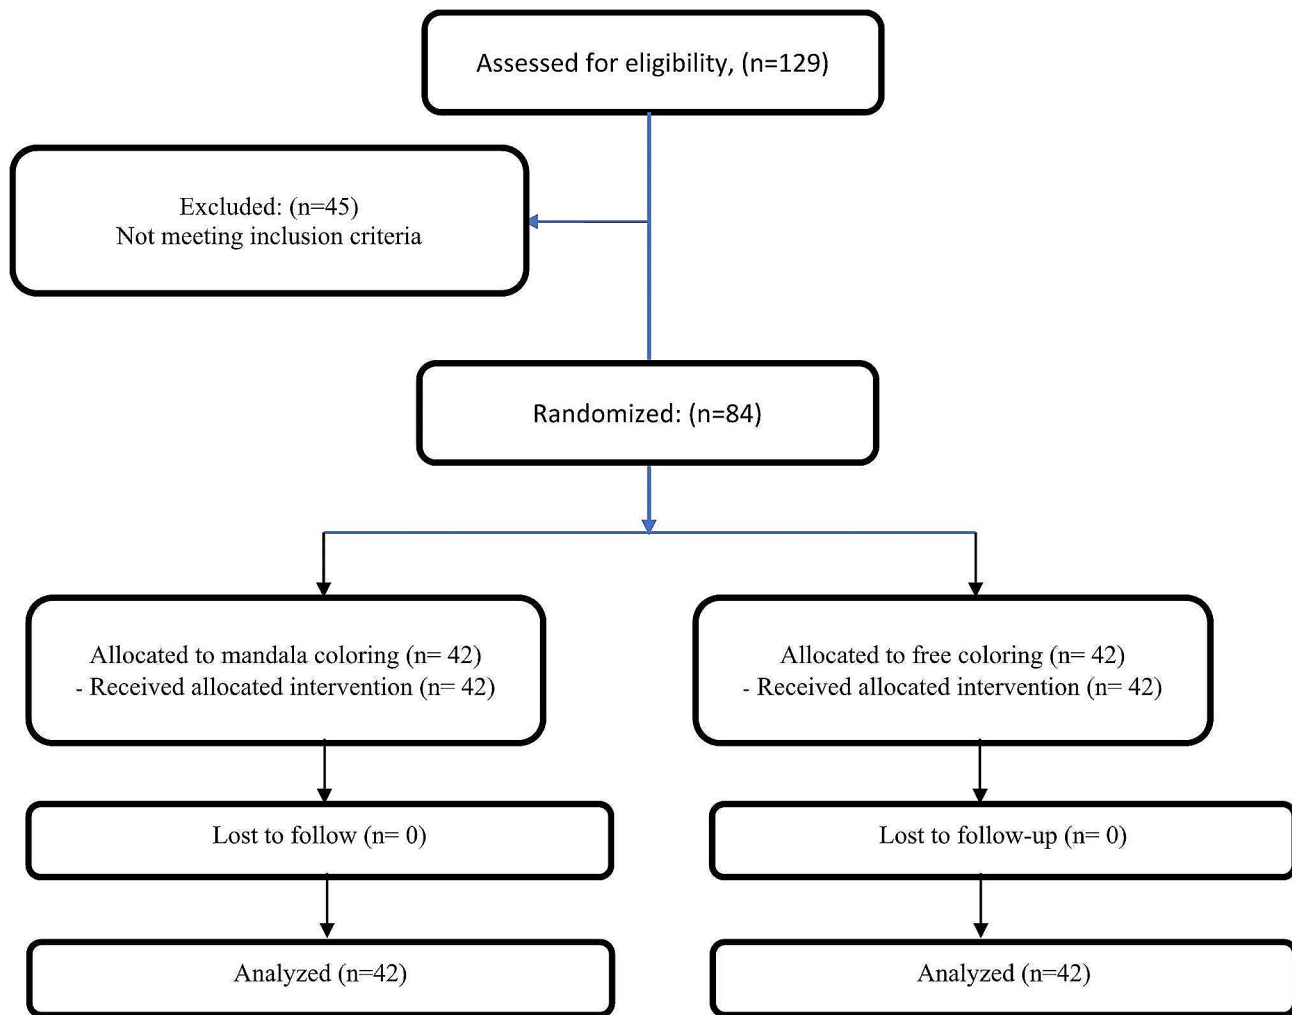 Assessed for eligibility, (n=129)
Excluded: (n=45)
Not meeting inclusion criteria
Randomized: (n=84)
Allocated to mandala coloring (n= 42)
- Received allocated intervention (n= 42)
Allocated to free coloring (n= 42)
- Received allocated intervention (n= 42)
Lost to follow (n= 0)
Lost to follow-up (n= 0)
Analyzed (n=42)
Analyzed (n=42)